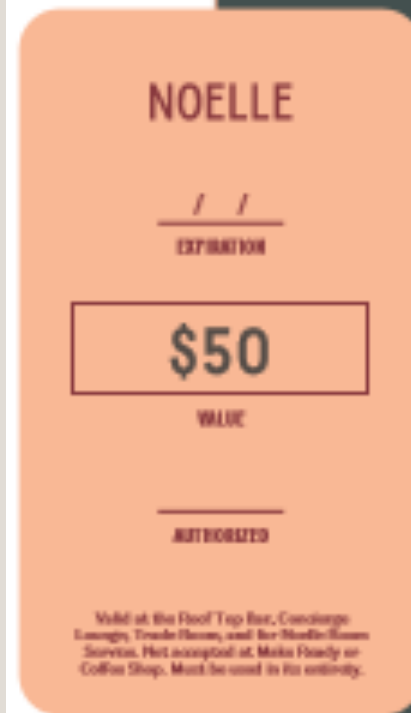 NOELLE
/ /
EXPIRATION
$50
VALUE
AUTHORIZED
Valid at the Roof Top Bar, Concierge
Lounge, Trade Room, and for Noelle Room
Service. Not accepted at Make Ready or
Coffee Shop. Must be used in its entirety.